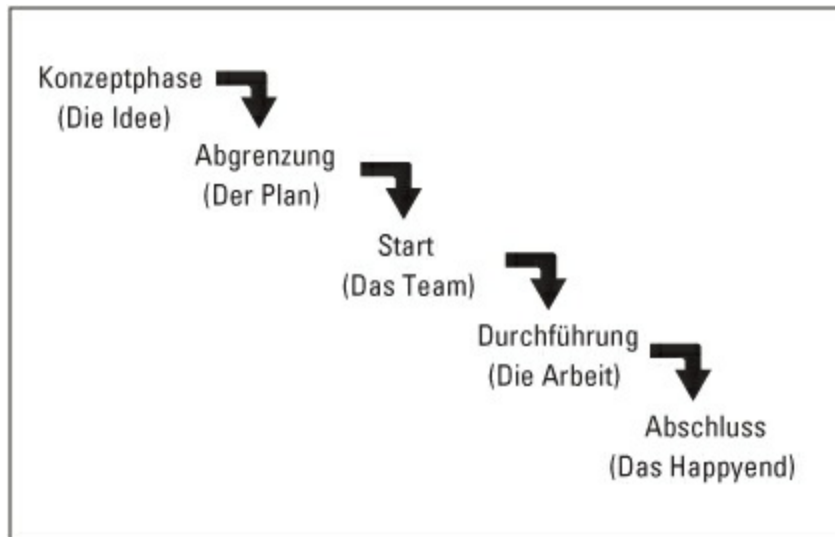 Konzeptphase
(Die Idee)
Abgrenzung
(Der Plan)
Start
(Das Team)
Durchführung
(Die Arbeit)
Abschluss
(Das Happyend)